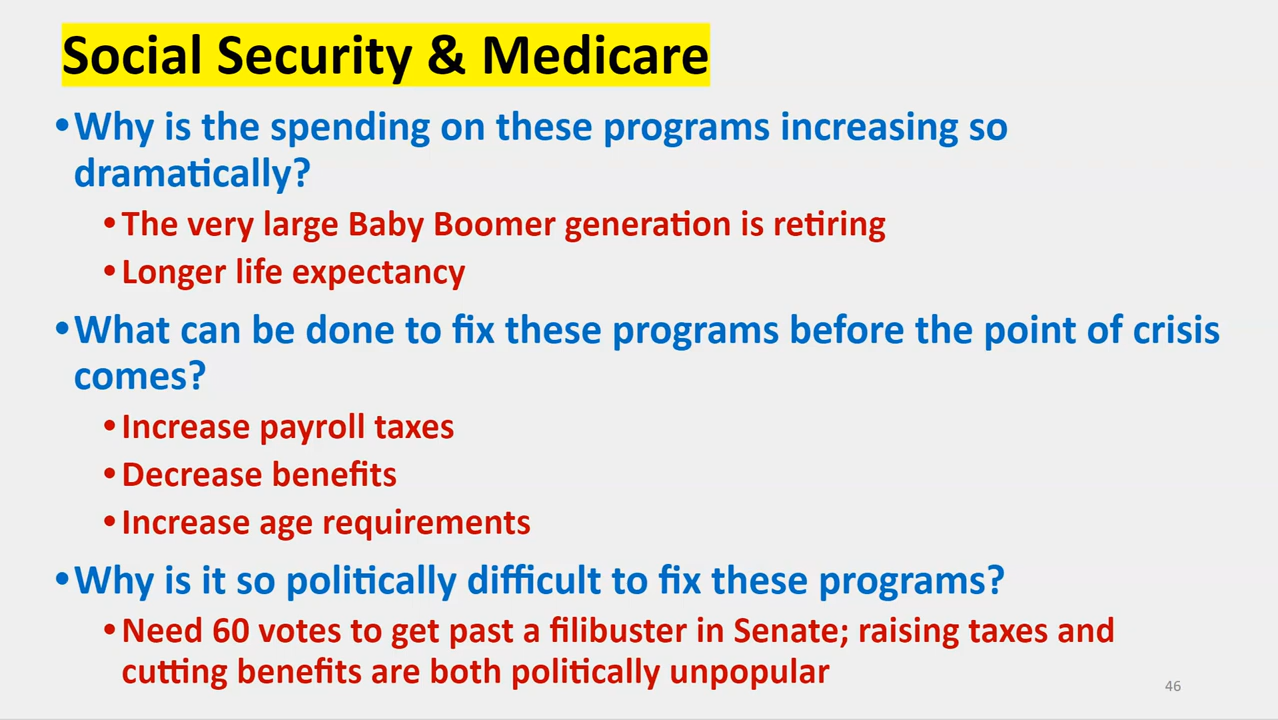 Social Security & Medicare
•Why is the spending on these programs increasing so
dramatically?
•The very large Baby Boomer generation is retiring
•Longer life expectancy
•What can be done to fix these programs before the point of crisis
comes?
•Increase payroll taxes
•Decrease benefits
•Increase age requirements
•Why is it so politically difficult to fix these programs?
•Need 60 votes to get past a filibuster in Senate; raising taxes and
cutting benefits are both politically unpopular
46